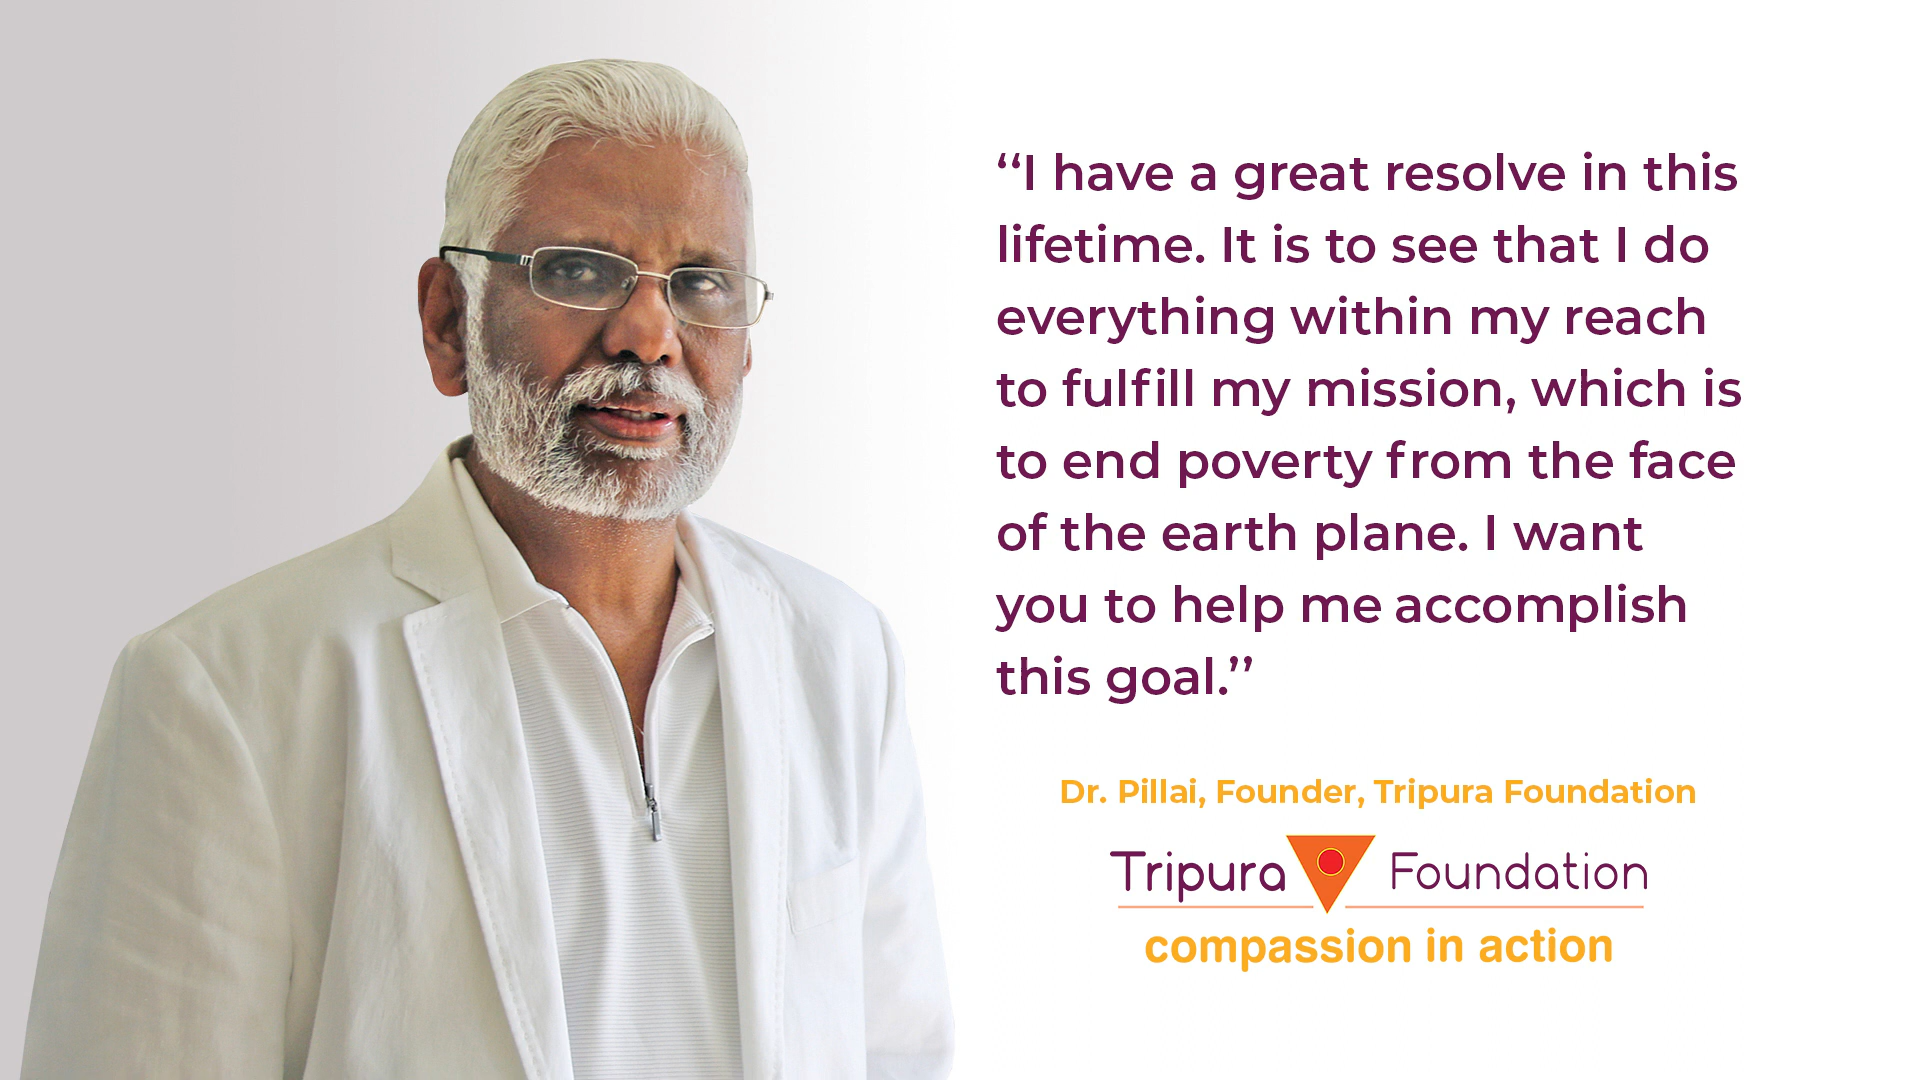 “I have a great resolve in this
lifetime. It is to see that I do
everything within my reach
to fulfill my mission, which is
to end poverty from the face
of the earth plane. I want
you to help me accomplish
this goal.”
Dr. Pillai, Founder, Tripura Foundation
Tripura Foundation
compassion in action